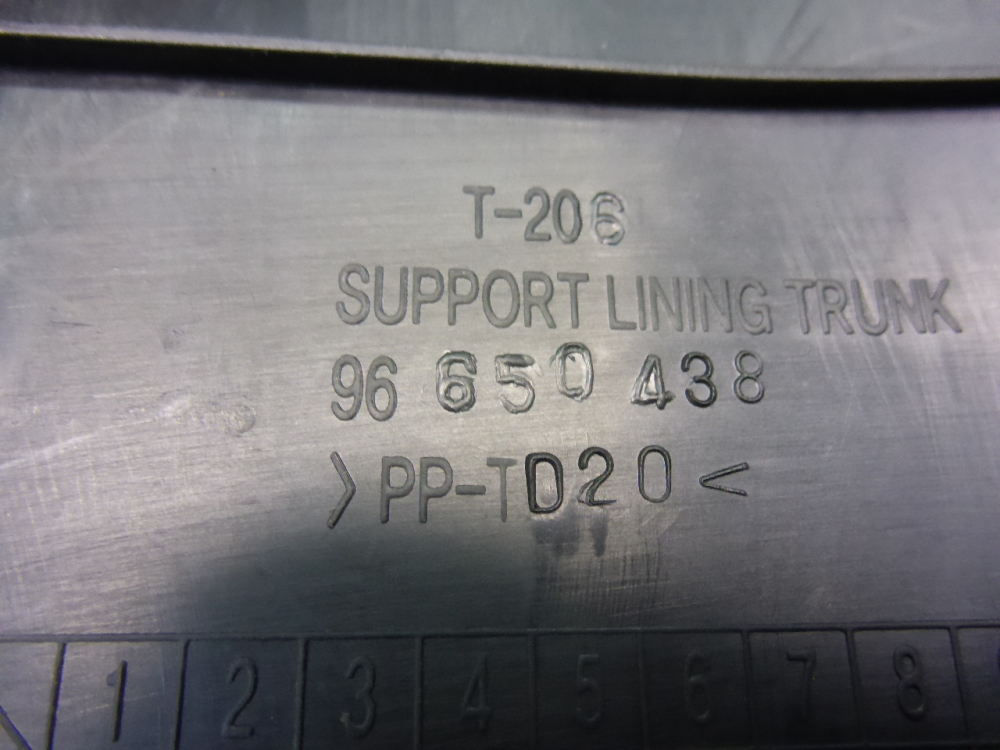 T-206
SUPPORT LINING TRUNK
96 650 438
>PP-TD20<
1 2 3 4 5 6 7 8